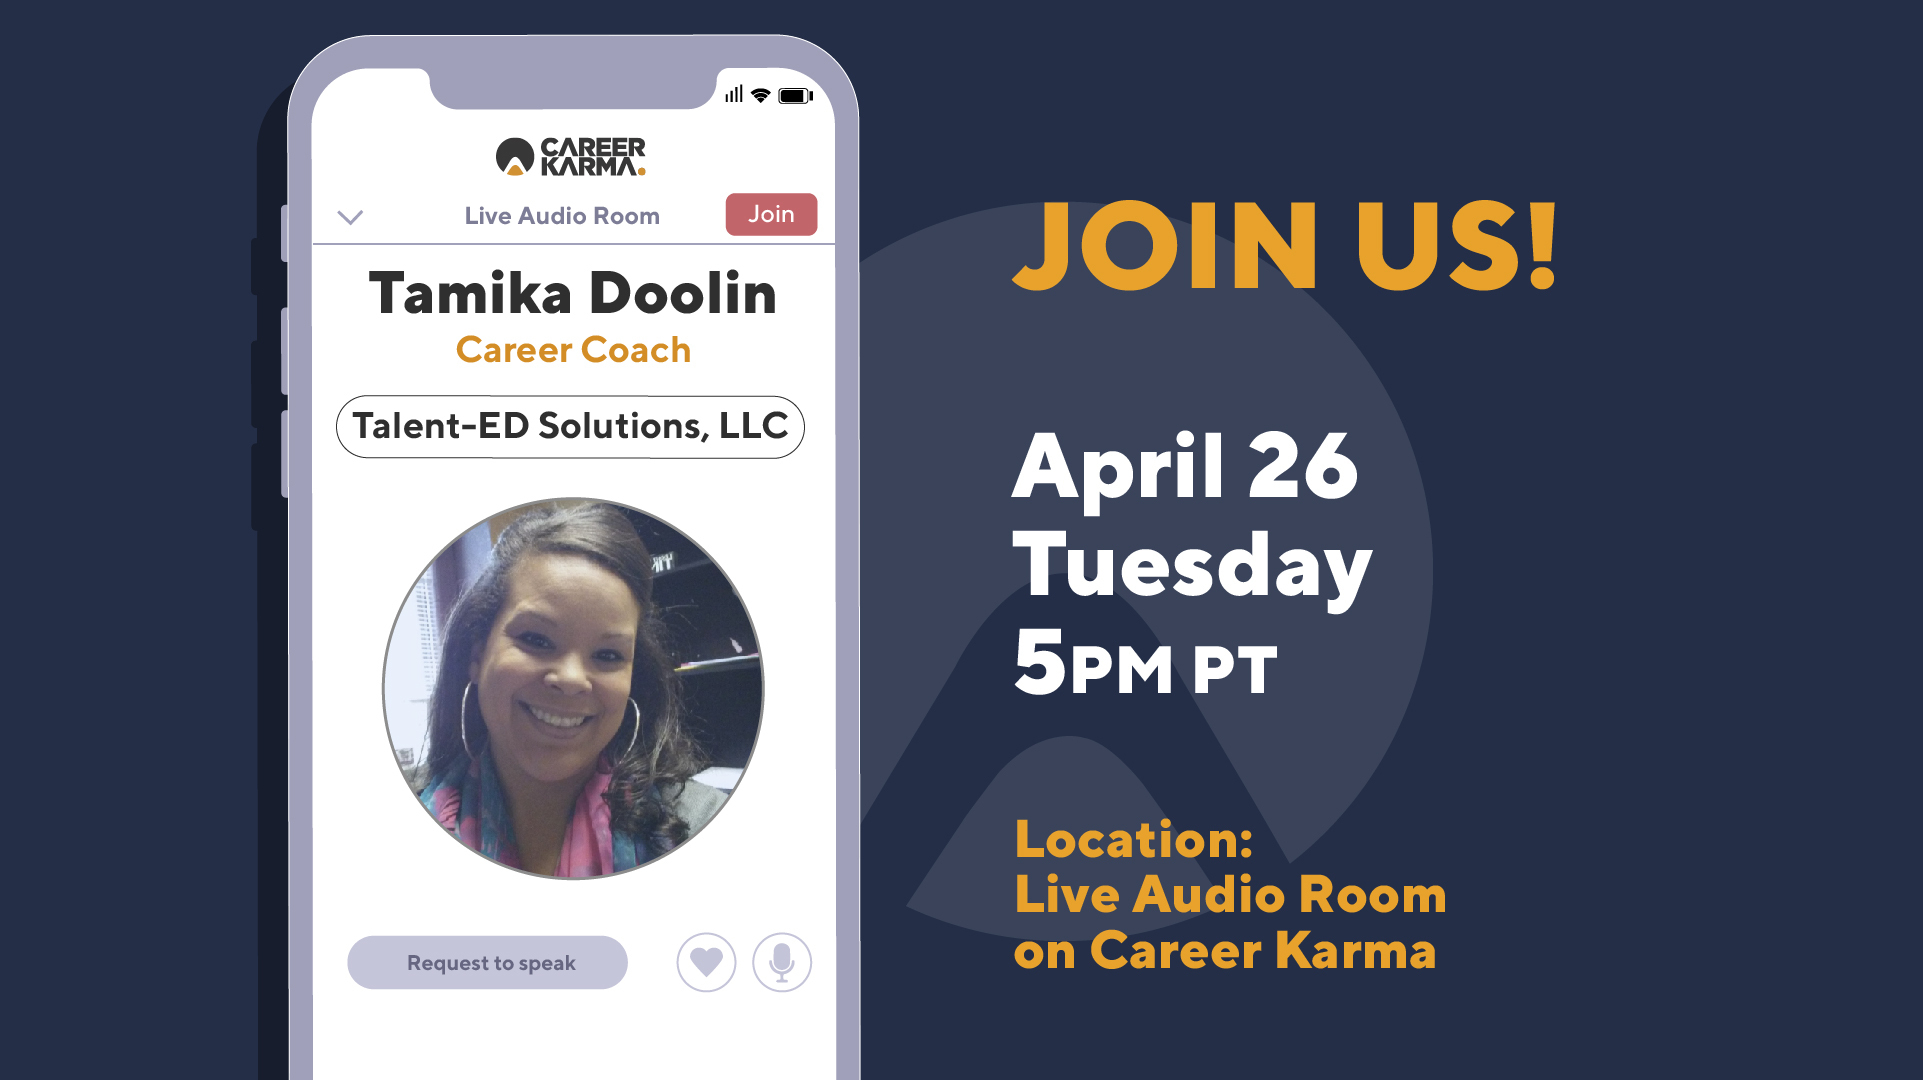 CAREER
KARMA.
Live Audio Room
Join
Tamika Doolin
Career Coach
Talent-ED Solutions, LLC
Request to speak
JOIN US!
April 26
Tuesday
5PM PT
Location:
Live Audio Room
on Career Karma